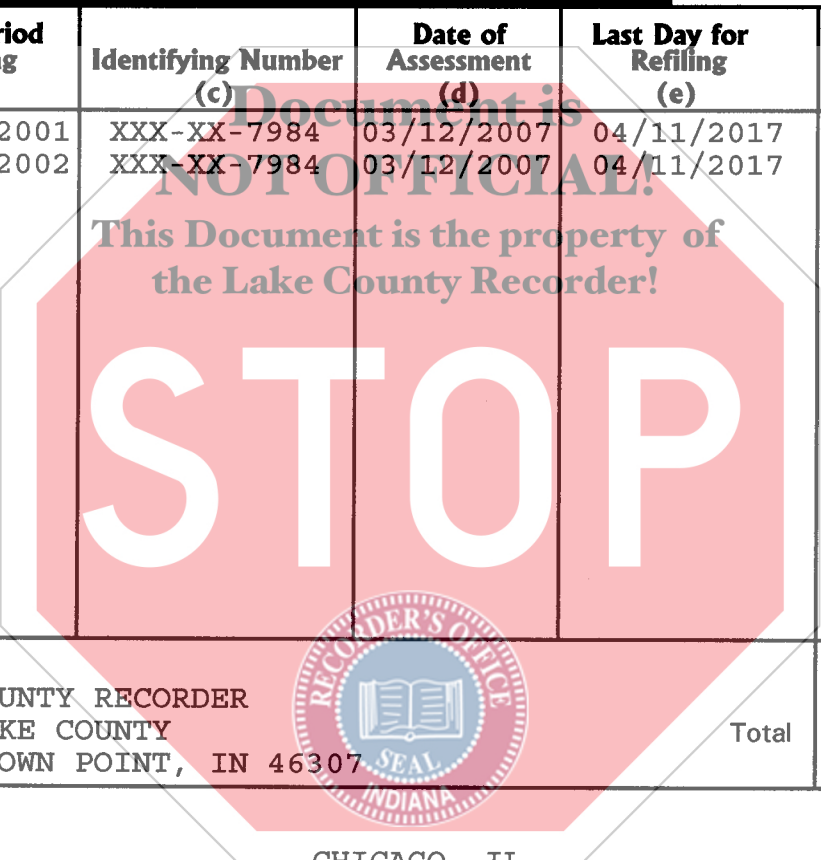 riod
g
Identifying Number
(c)
Date of
Assessment
(d)
Last Day for
Refiling
(e)
2001 XXX-XX-7984 03/12/2007 04/11/2017
2002 XXX-XX-7984 03/12/2007 04/11/2017
Document is
NOT OFFICIAL!
This Document is the property of
the Lake County Recorder!
STOP
RECORDER'S OFFICE
SEAL
INDIANA
UNTY RECORDER
KE COUNTY
OWN POINT, IN 46307
Total
CHICAGO, IL